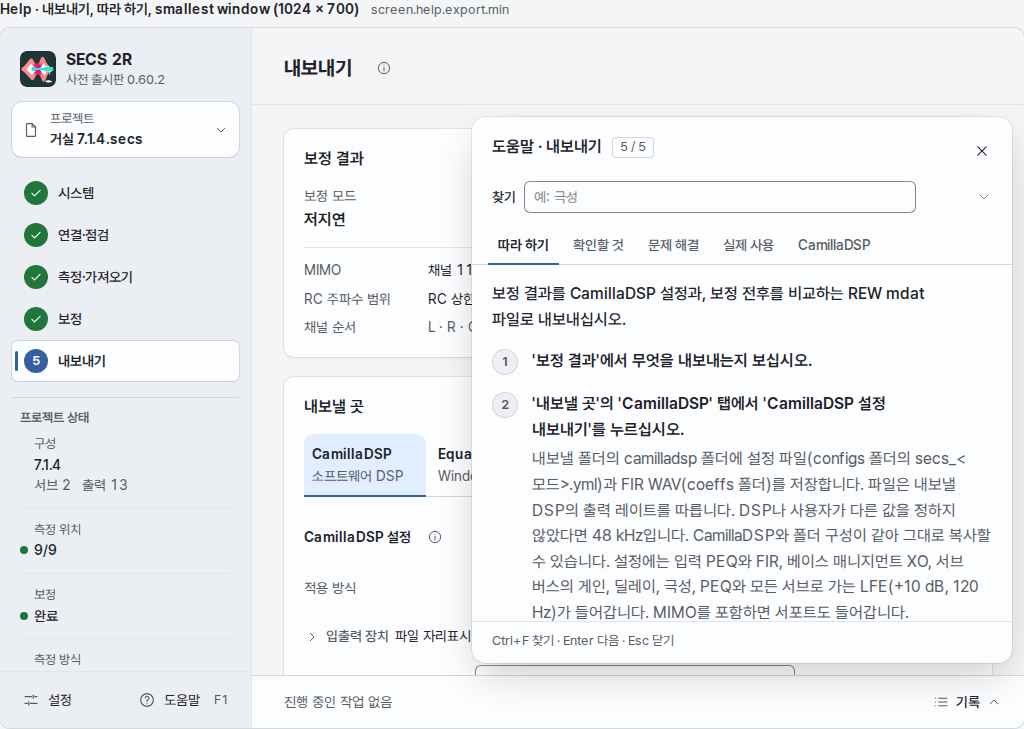 Help · 내보내기, 따라 하기, smallest window (1024 × 700) screen.help.export.min
SECS 2R
사전 출시판 0.60.2
프로젝트
거실 7.1.4.secs
시스템
연결·점검
측정·가져오기
보정
5 내보내기
프로젝트 상태
구성
7.1.4
서브 2 출력 13
측정 위치
9/9
보정
완료
측정 방식
설정
도움말 F1
내보내기
보정 결과
보정 모드
저지연
MIMO 채널 11
RC 주파수 범위 RC 상한
채널 순서 L · R ·
내보낼 곳
CamillaDSP
소프트웨어 DSP
Equa
Windo
CamillaDSP 설정
적용 방식
입출력 장치 파일 자리표시
도움말 · 내보내기 5 / 5
찾기 예: 극성
따라 하기 확인할 것 문제 해결 실제 사용 CamillaDSP
보정 결과를 CamillaDSP 설정과, 보정 전후를 비교하는 REW mdat
파일로 내보내십시오.
1 '보정 결과'에서 무엇을 내보내는지 보십시오.
2 '내보낼 곳'의 'CamillaDSP' 탭에서 'CamillaDSP 설정
내보내기'를 누르십시오.
내보낼 폴더의 camilladsp 폴더에 설정 파일(configs 폴더의 secs_<
모드>.yml)과 FIR WAV(coeffs 폴더)를 저장합니다. 파일은 내보낼
DSP의 출력 레이트를 따릅니다. DSP나 사용자가 다른 값을 정하지
않았다면 48 kHz입니다. CamillaDSP와 폴더 구성이 같아 그대로 복사할
수 있습니다. 설정에는 입력 PEQ와 FIR, 베이스 매니지먼트 XO, 서브
버스의 게인, 딜레이, 극성, PEQ와 모든 서브로 가는 LFE(+10 dB, 120
Hz)가 들어갑니다. MIMO를 포함하면 서포트도 들어갑니다.
Ctrl+F 찾기 · Enter 다음 · Esc 닫기
진행 중인 작업 없음
기록